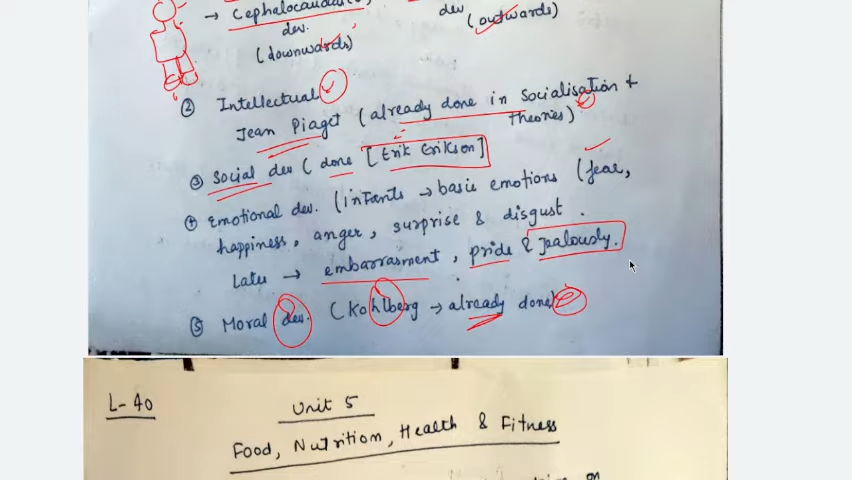 → Cephalocaudal
dev.
(downwards)
dev
(outwards)
② Intellectual
Jean Piaget (already done in Socialisation +
theories)
③ Social dev (done [Erik Erikson]
④ Emotional dev. (infants → basic emotions (fear,
happiness, anger, surprise & disgust.
Later → embarrasment, pride & Jealously.
⑤ Moral dev. (Kohlberg → already done)
L-40
Unit 5
Food, Nutrition, Health & Fitness
on